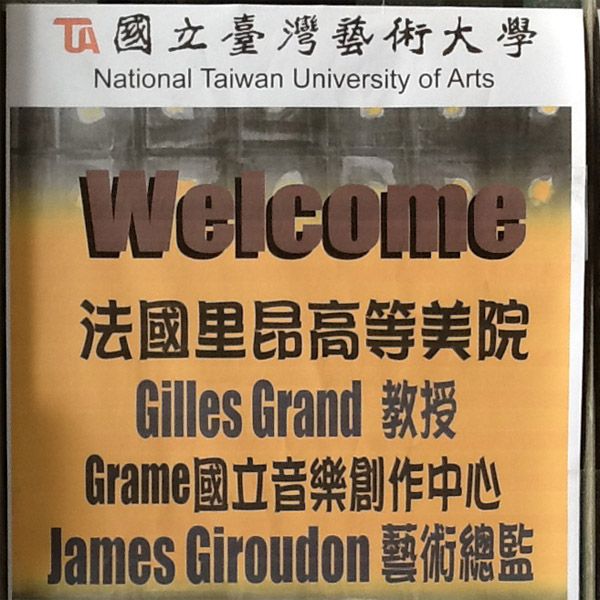 TA 國立臺灣藝術大學
National Taiwan University of Arts
Welcome
法國里昂高等美院
Gilles Grand 教授
Grame國立音樂創作中心
James Giroudon 藝術總監